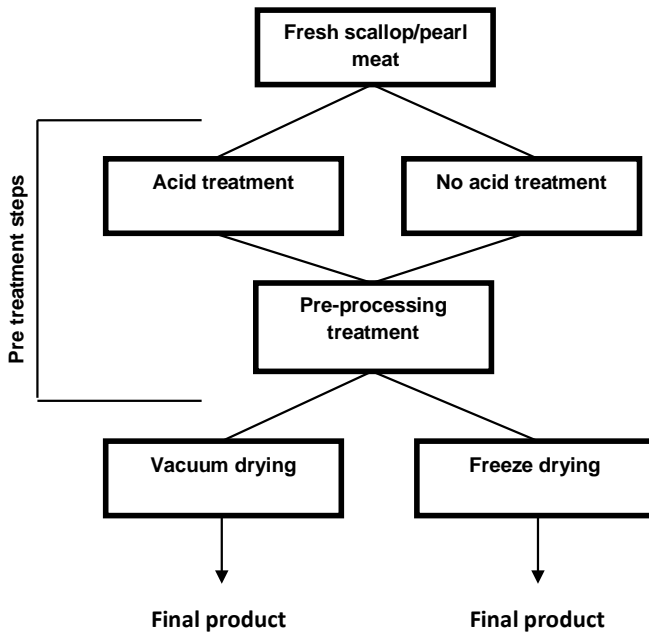 Fresh scallop/pearl
meat
Acid treatment
No acid treatment
Pre treatment steps
Pre-processing
treatment
Vacuum drying
Freeze drying
Final product
Final product